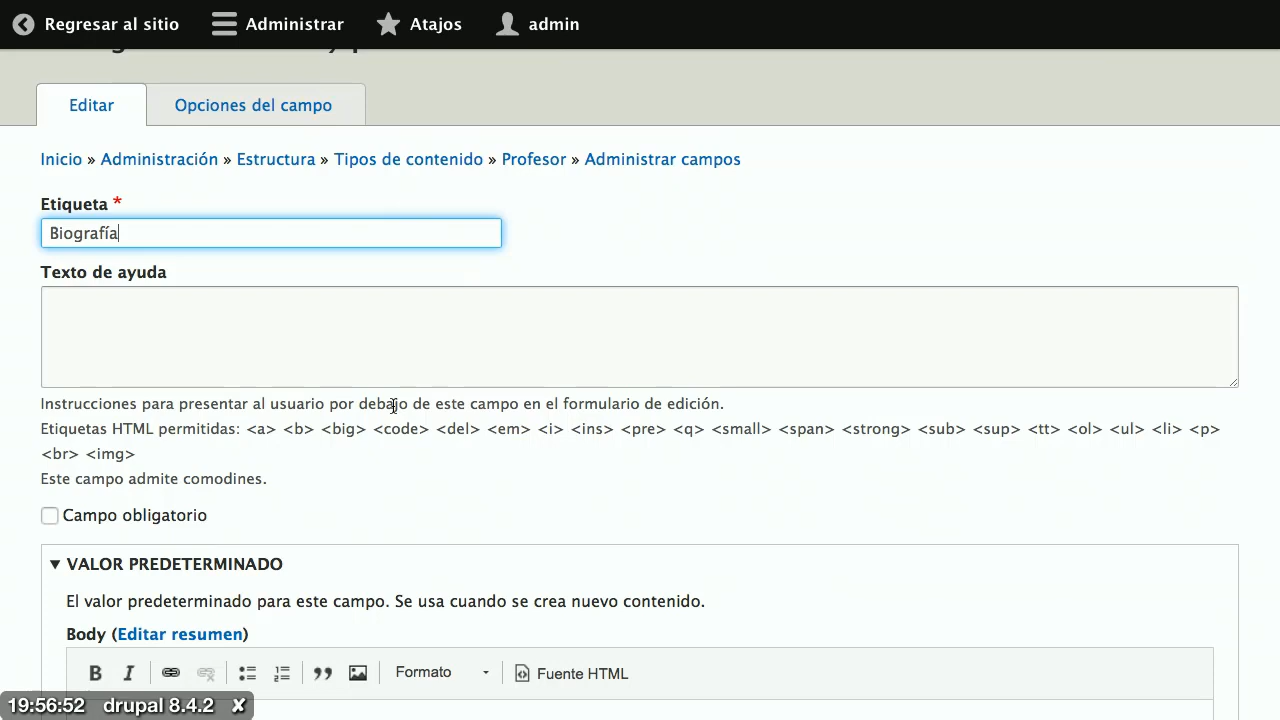 Regresar al sitio Administrar Atajos admin
Editar Opciones del campo
Inicio » Administración » Estructura » Tipos de contenido » Profesor » Administrar campos
Etiqueta *
Biografía
Texto de ayuda
Instrucciones para presentar al usuario por debajo de este campo en el formulario de edición.
Etiquetas HTML permitidas: <a> <b> <big> <code> <del> <em> <i> <ins> <pre> <q> <small> <span> <strong> <sub> <sup> <tt> <ol> <ul> <li> <p>
<br> <img>
Este campo admite comodines.
Campo obligatorio
▼ VALOR PREDETERMINADO
El valor predeterminado para este campo. Se usa cuando se crea nuevo contenido.
Body (Editar resumen)
B I Formato Fuente HTML
19:56:52 drupal 8.4.2 ✘